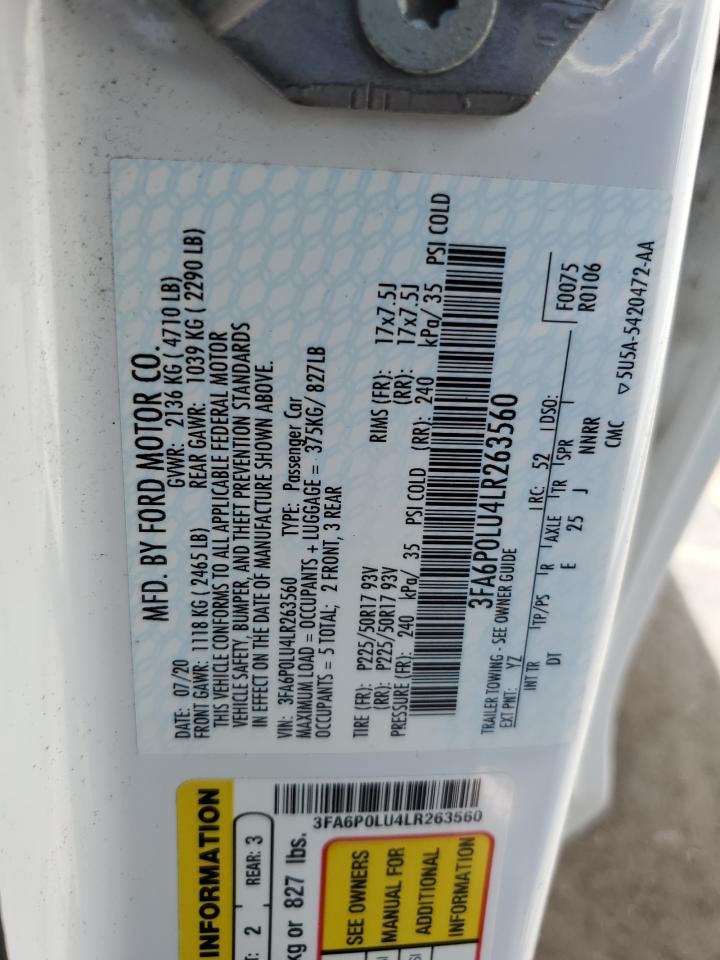 MFD. BY FORD MOTOR CO.
DATE: 07/20 GVWR: 2136 KG ( 4710 LB)
FRONT GAWR: 1118 KG ( 2465 LB) REAR GAWR: 1039 KG ( 2290 LB)
THIS VEHICLE CONFORMS TO ALL APPLICABLE FEDERAL MOTOR
VEHICLE SAFETY, BUMPER, AND THEFT PREVENTION STANDARDS
IN EFFECT ON THE DATE OF MANUFACTURE SHOWN ABOVE.
VIN: 3FA6P0LU4LR263560 TYPE: Passenger Car
MAXIMUM LOAD = OCCUPANTS + LUGGAGE = 375KG/ 827LB
OCCUPANTS = 5 TOTAL; 2 FRONT, 3 REAR
TIRE (FR): P225/50R17 93V RIMS (FR): 17x7.5J
(RR): P225/50R17 93V (RR): 17x7.5J
PRESSURE (FR): 240 kPa/ 35 PSI COLD (RR): 240 kPa/ 35 PSI COLD
3FA6P0LU4LR263560
TRAILER TOWING - SEE OWNER GUIDE
EXT PNT: YZ RC: 52 DSO: F0075
R0106
INT TR TP/PS R AXLE TR SPR
DT E 25 J NNRR
CMC
▽5U5A-5420472-AA
INFORMATION
3FA6P0LU4LR263560
2 REAR: 3
kg or 827 lbs.
SEE OWNERS
MANUAL FOR
ADDITIONAL
INFORMATION